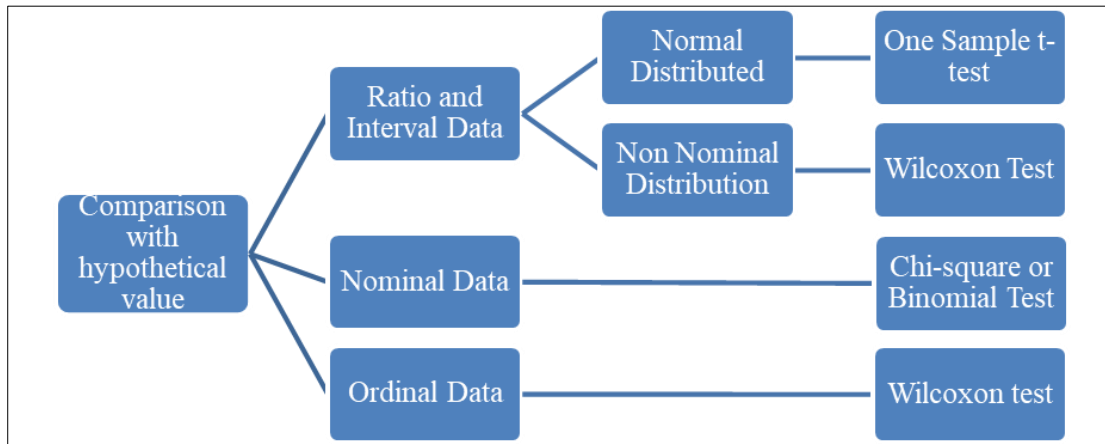 Normal
Distributed
One Sample t-
test
Ratio and
Interval Data
Non Nominal
Distribution
Wilcoxon Test
Comparison
with
hypothetical
value
Nominal Data
Chi-square or
Binomial Test
Ordinal Data
Wilcoxon test